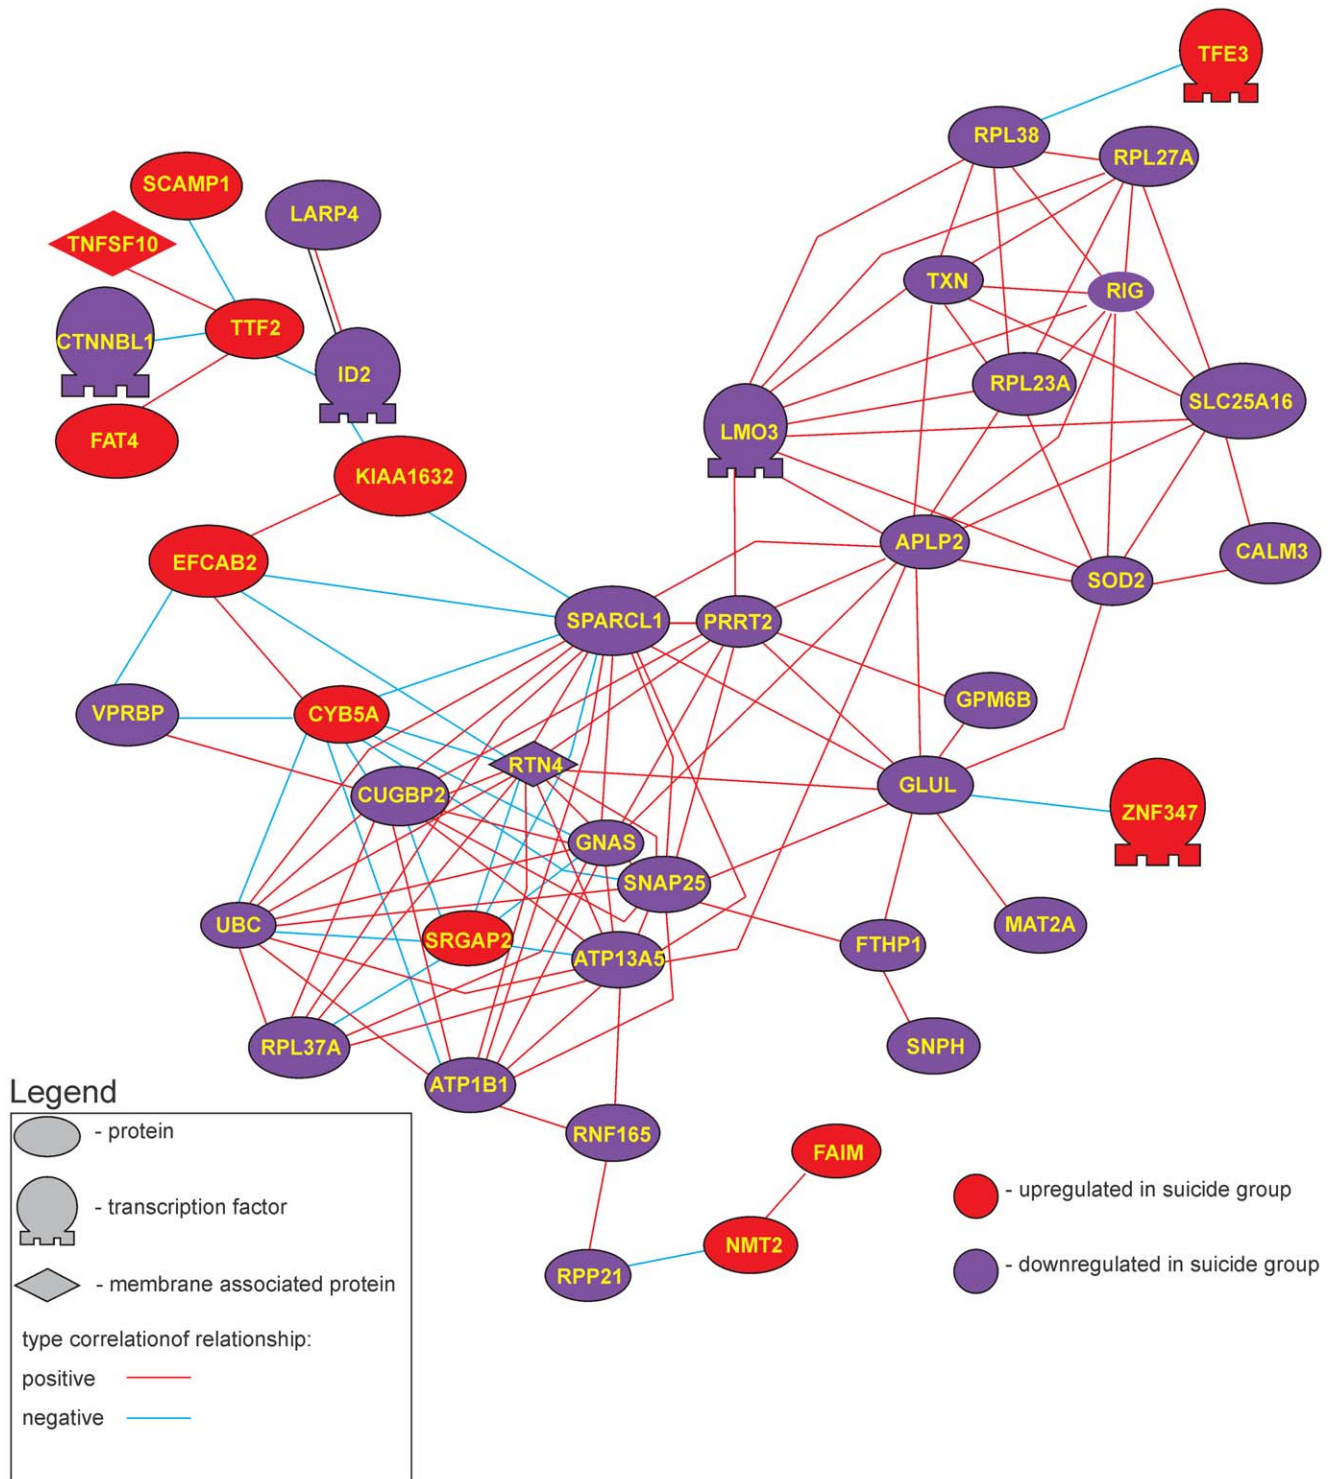 TFE3
RPL38
RPL27A
SCAMP1
LARP4
TNFSF10
TXN
RIG
TTF2
CTNNBL1
ID2
RPL23A
SLC25A16
LMO3
FAT4
KIAA1632
APLP2
CALM3
EFCAB2
SOD2
SPARCL1
PRRT2
GPM6B
VPRBP
CYB5A
RTN4
GLUL
CUGBP2
ZNF347
GNAS
SNAP25
UBC
MAT2A
SRGAP2
FTHP1
ATP13A5
RPL37A
SNPH
ATP1B1
RNF165
FAIM
NMT2
RPP21
Legend
- protein
- transcription factor
- membrane associated protein
type correlationof relationship:
positive
negative
- upregulated in suicide group
- downregulated in suicide group